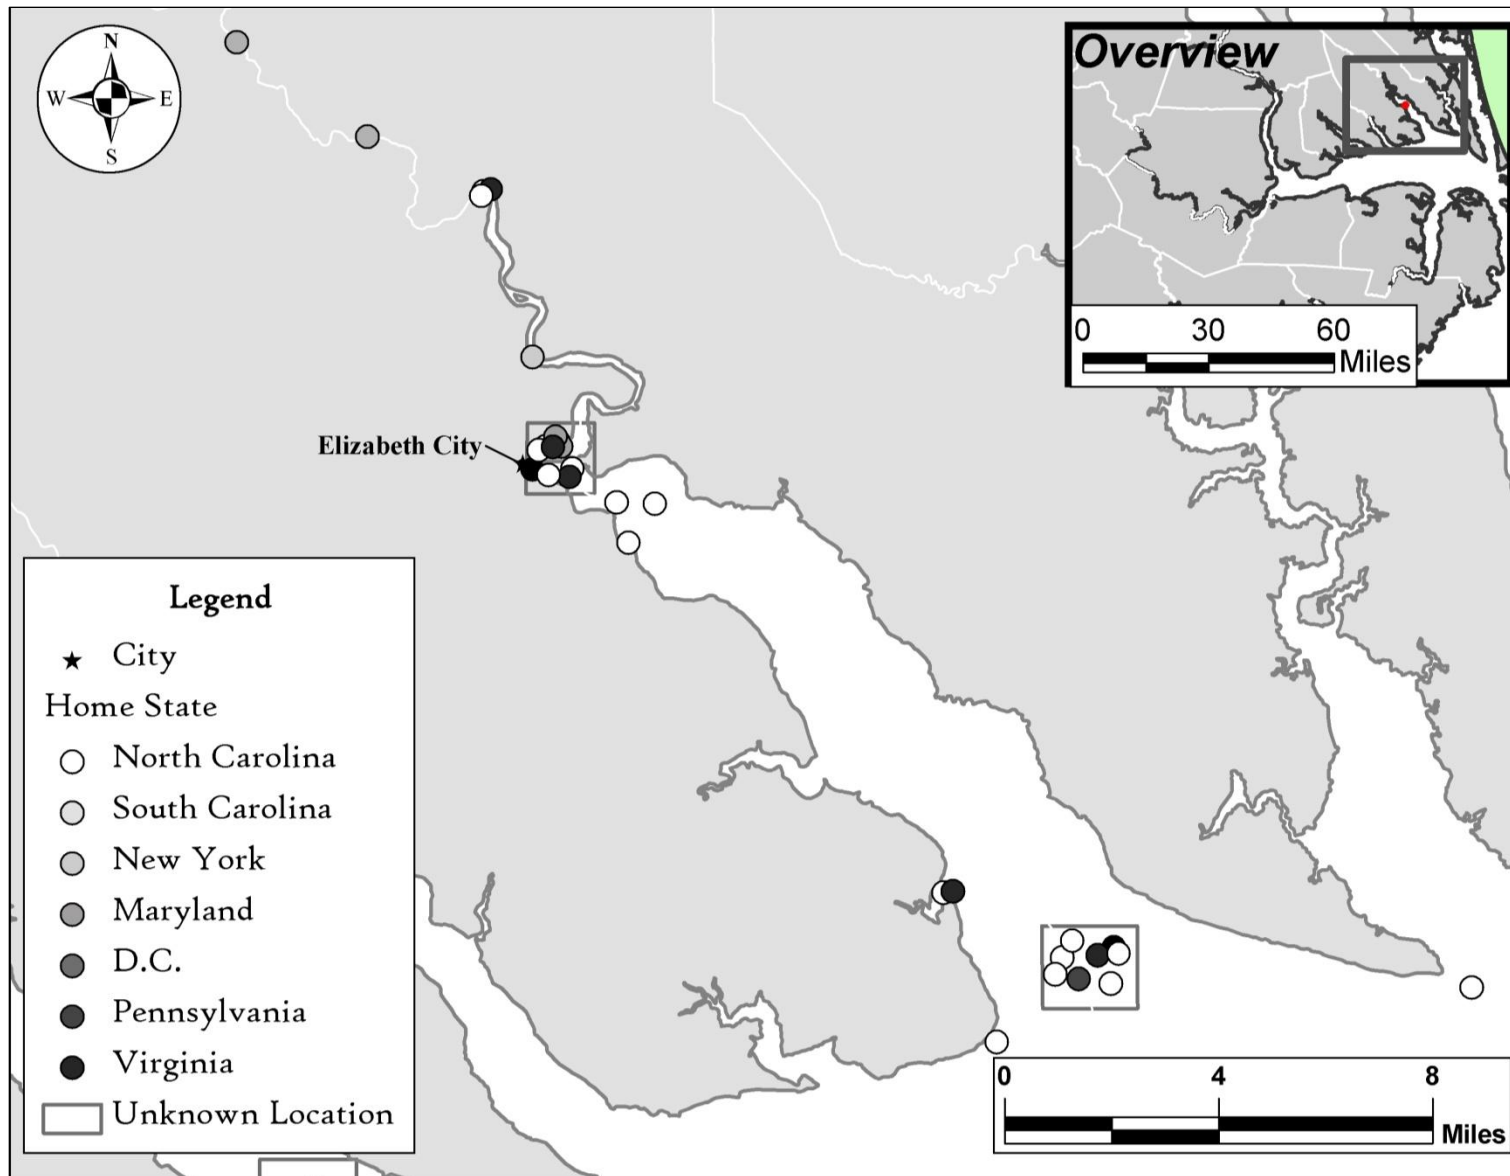 N
W E
S
Overview
0 30 60
Miles
Elizabeth City
Legend
City
Home State
North Carolina
South Carolina
New York
Maryland
D.C.
Pennsylvania
Virginia
Unknown Location
0 4 8
Miles